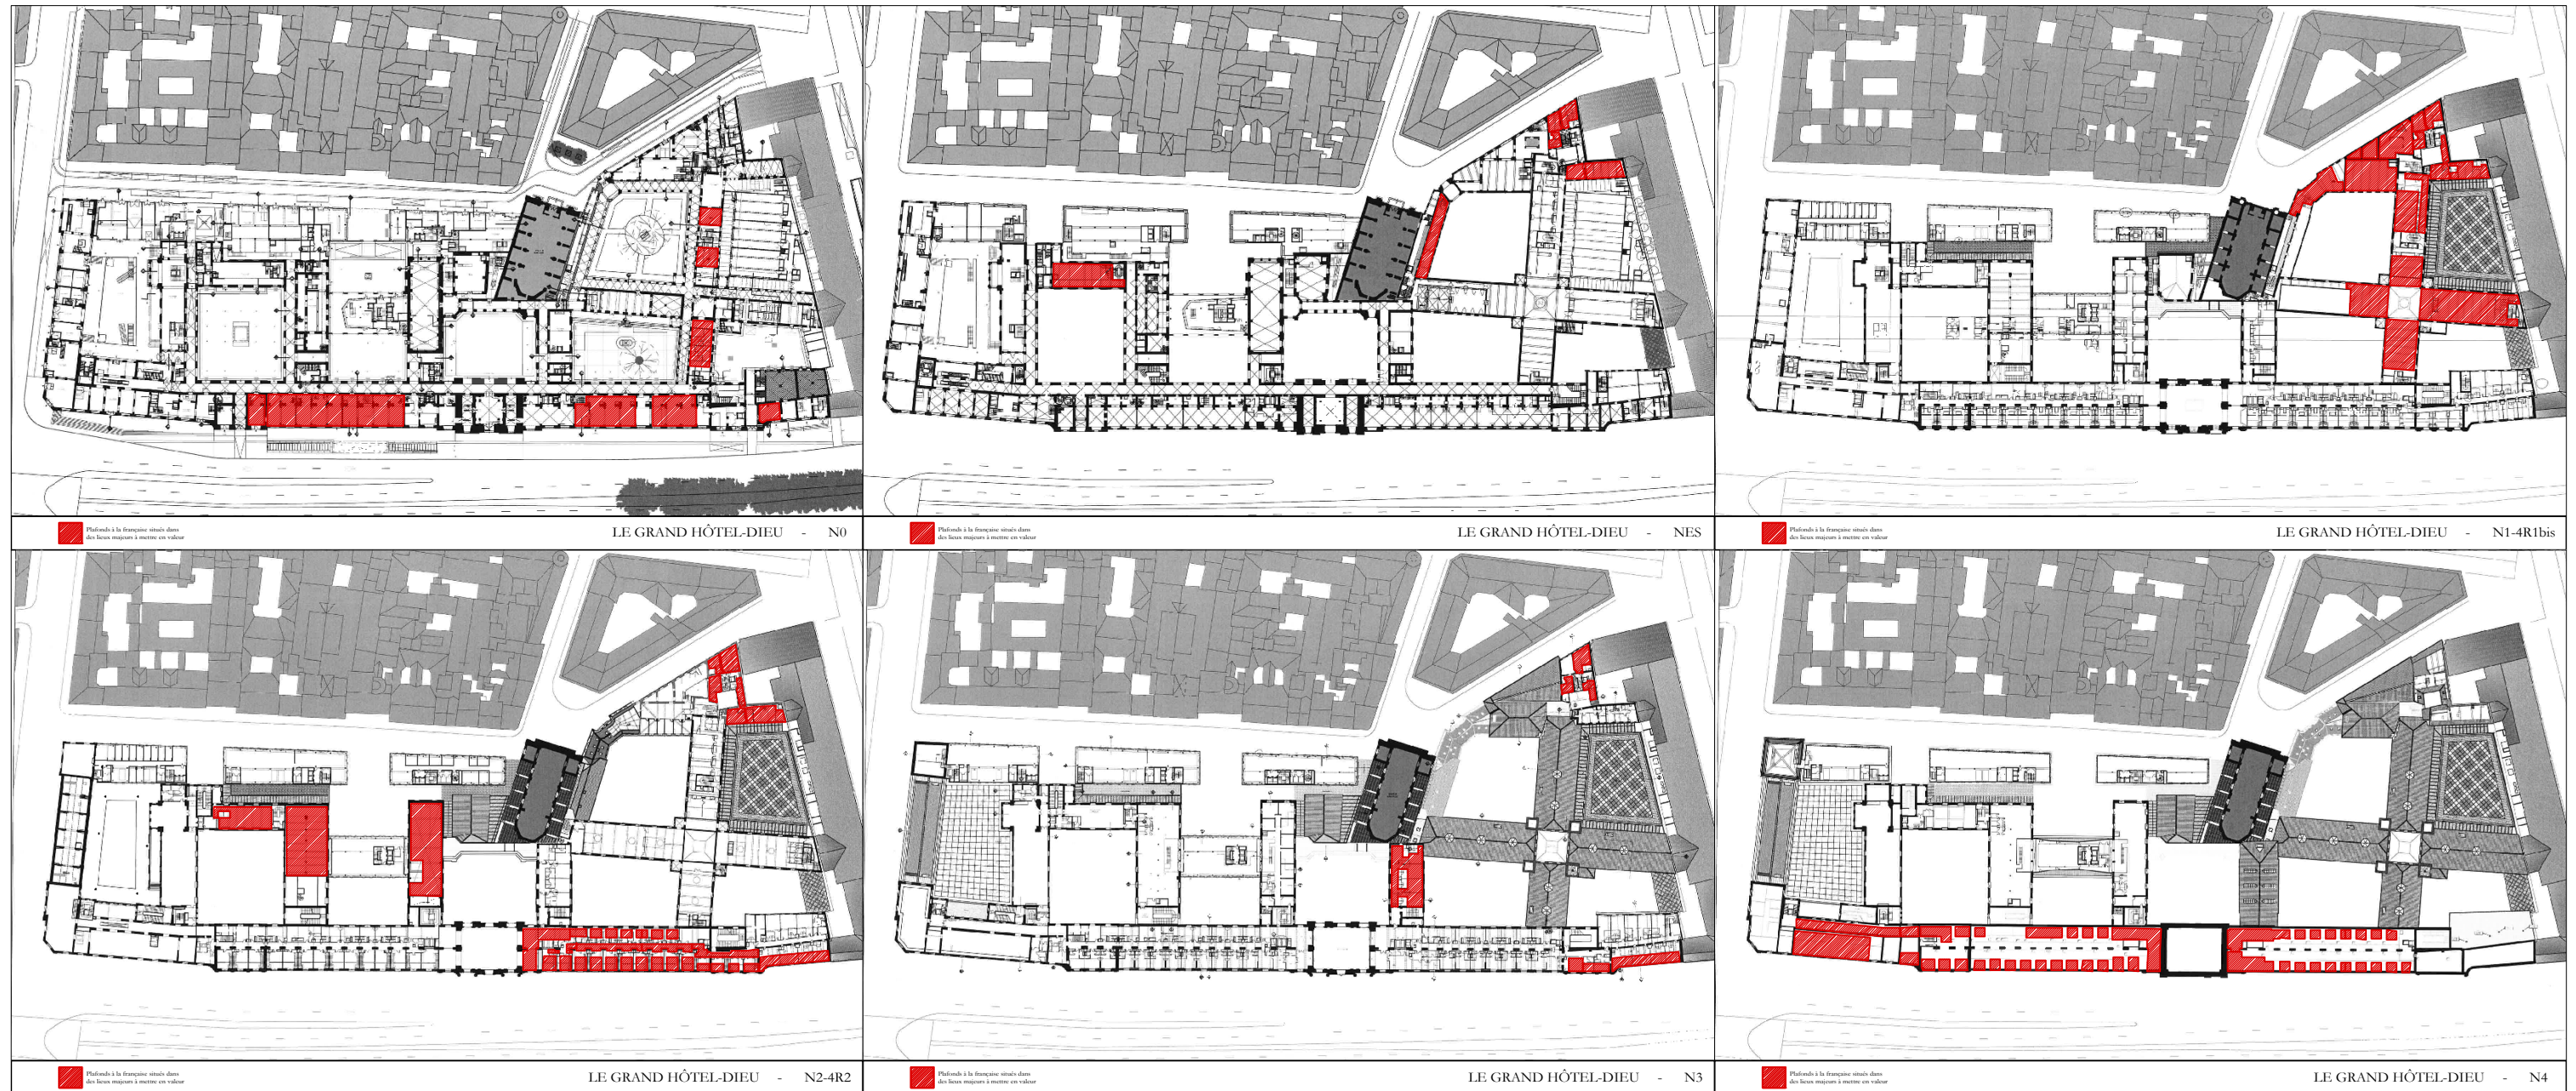 Plafonds à la française situés dans
des lieux majeurs à mettre en valeur
LE GRAND HÔTEL-DIEU - N0
Plafonds à la française situés dans
des lieux majeurs à mettre en valeur
LE GRAND HÔTEL-DIEU - NES
Plafonds à la française situés dans
des lieux majeurs à mettre en valeur
LE GRAND HÔTEL-DIEU - N1-4R1bis
Plafonds à la française situés dans
des lieux majeurs à mettre en valeur
LE GRAND HÔTEL-DIEU - N2-4R2
Plafonds à la française situés dans
des lieux majeurs à mettre en valeur
LE GRAND HÔTEL-DIEU - N3
Plafonds à la française situés dans
des lieux majeurs à mettre en valeur
LE GRAND HÔTEL-DIEU - N4